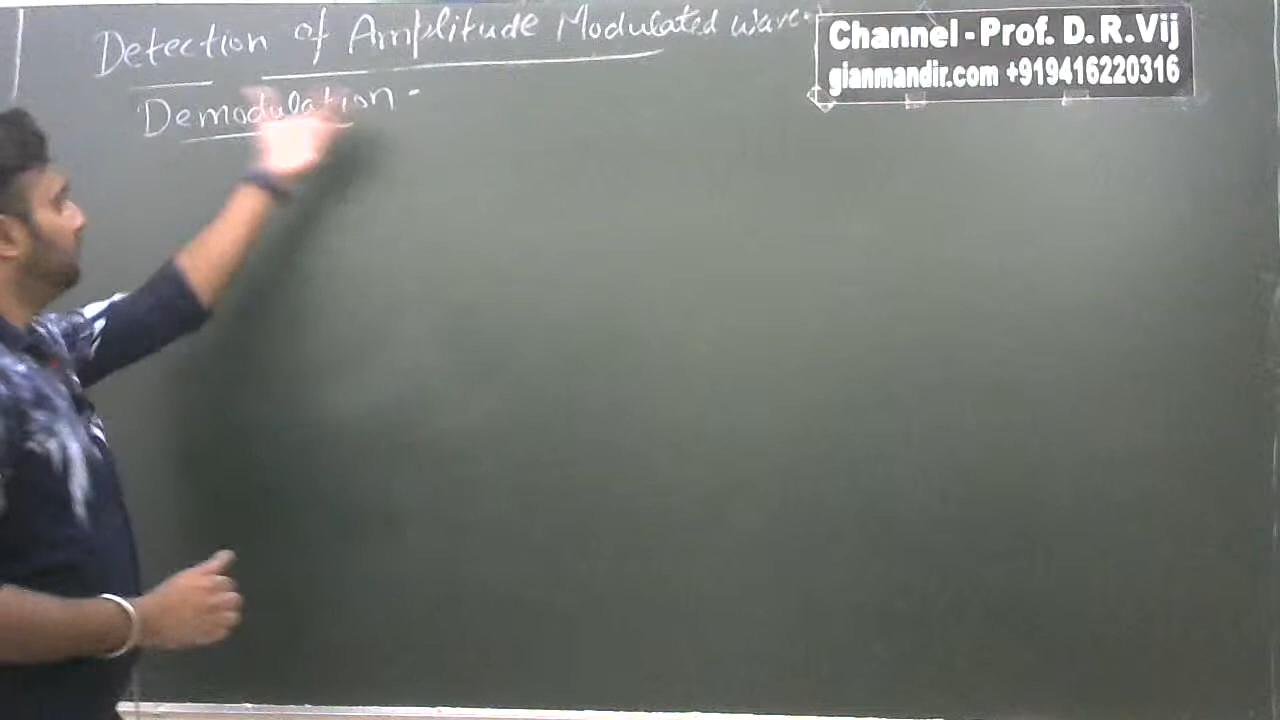 Detection of Amplitude Modulated wave.
Demodulation -
Channel - Prof. D. R. Vij
gianmandir.com +919416220316